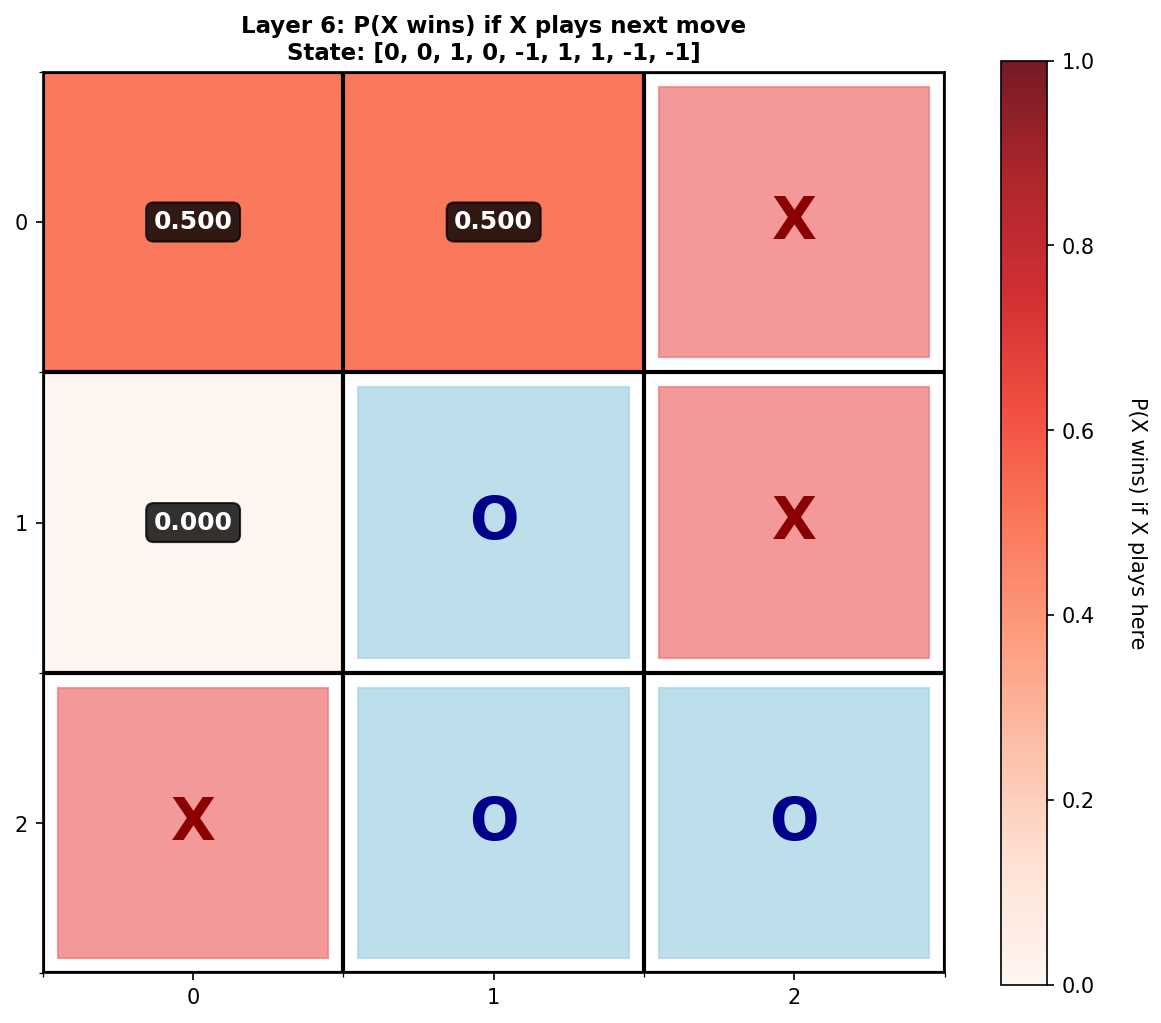 Layer 6: P(X wins) if X plays next move
State: [0, 0, 1, 0, -1, 1, 1, -1, -1]
0
0.500
0.500
X
1
0.000
O
X
2
X
O
O
0
1
2
1.0
0.8
0.6
0.4
0.2
0.0
P(X wins) if X plays here